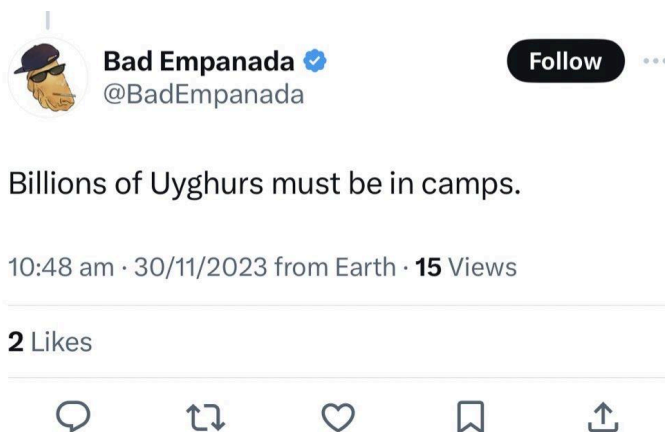 Bad Empanada
@BadEmpanada
Follow
Billions of Uyghurs must be in camps.
10:48 am · 30/11/2023 from Earth · 15 Views
2 Likes